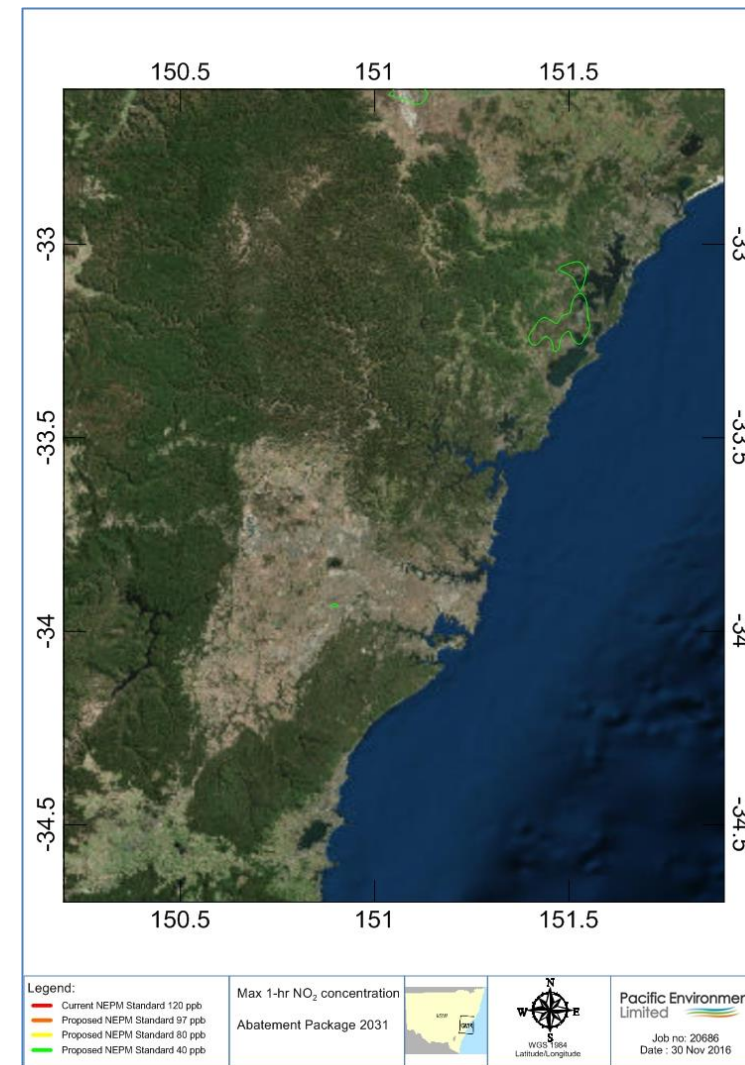 150.5 151 151.5
-33 -33
-33.5 -33.5
-34 -34
-34.5 -34.5
150.5 151 151.5
Legend:
Current NEPM Standard 120 ppb
Proposed NEPM Standard 97 ppb
Proposed NEPM Standard 80 ppb
Proposed NEPM Standard 40 ppb
Max 1-hr NO₂ concentration
Abatement Package 2031
N
W E
S
WGS 1984
Latitude/Longitude
Pacific Environmen
Limited
Job no: 20686
Date : 30 Nov 2016